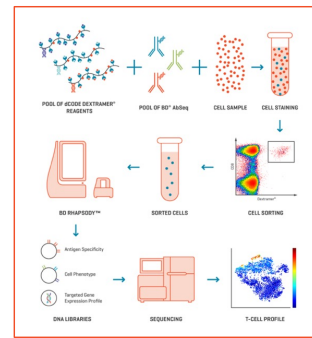 POOL OF dCODE DEXTRAMER®
REAGENTS
POOL OF BD® AbSeq
CELL SAMPLE
CELL STAINING
BD RHAPSODY™
SORTED CELLS
Dextramer®
CELL SORTING
Antigen Specificity
Cell Phenotype
Targeted Gene
Expression Profile
DNA LIBRARIES
SEQUENCING
T-CELL PROFILE